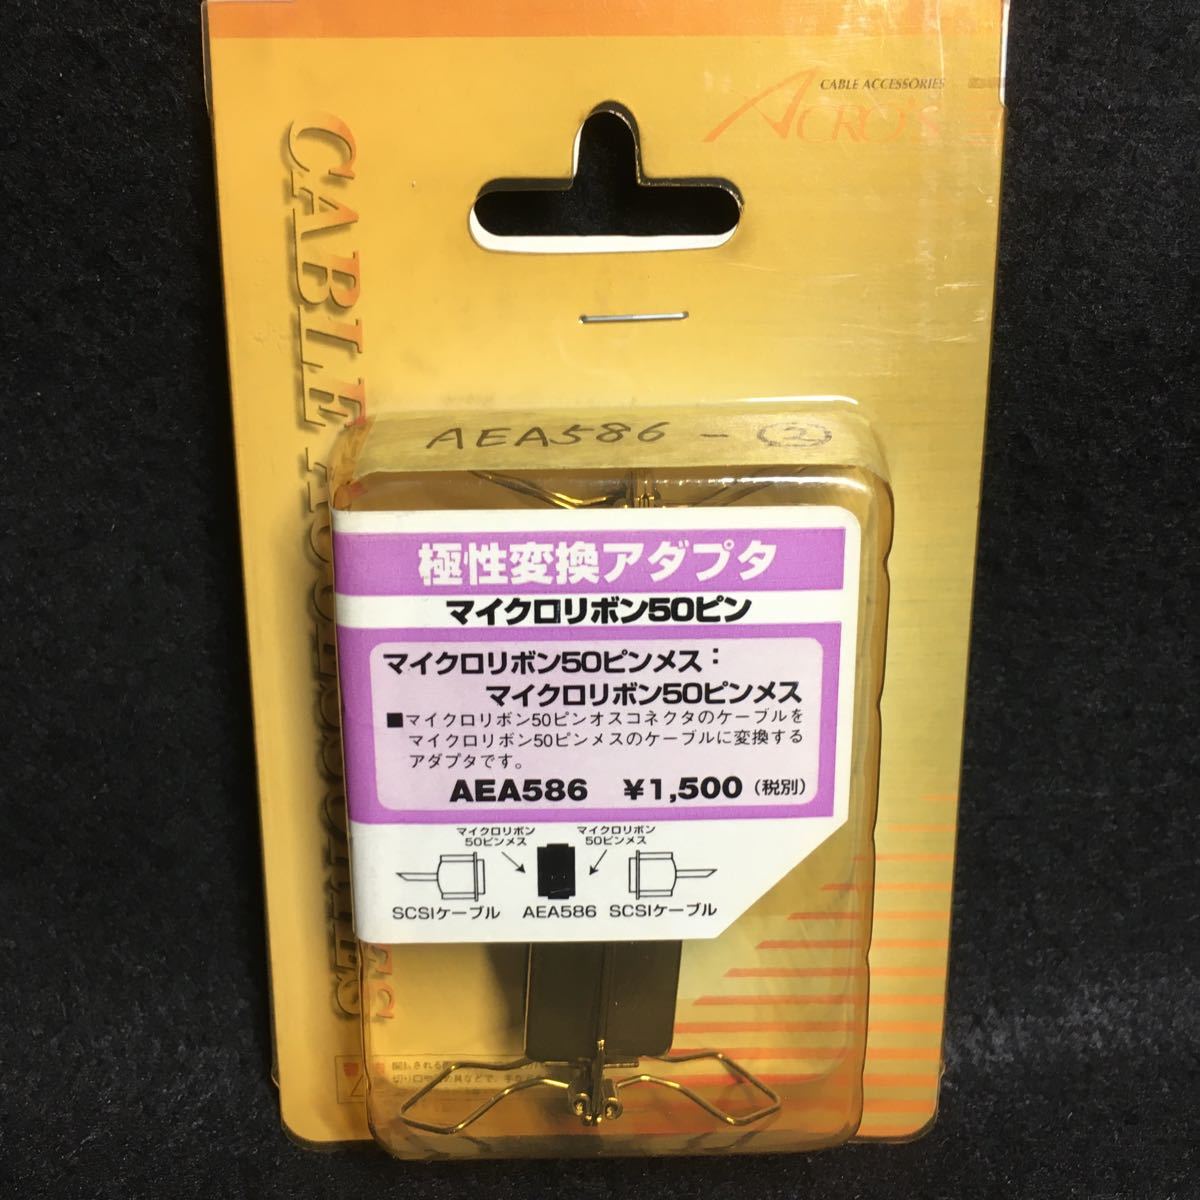 CABLE ACCESSORIES
ACRO'S
CABLE ACCESSORIES
AEA586 - ②
極性変換アダプタ
マイクロリボン50ピン
マイクロリボン50ピンメス：
マイクロリボン50ピンメス
■マイクロリボン50ピンオスコネクタのケーブルを
マイクロリボン50ピンメスのケーブルに変換する
アダプタです。
AEA586 ¥1,500（税別）
マイクロリボン
50ピンメス
マイクロリボン
50ピンメス
SCSIケーブル AEA586 SCSIケーブル